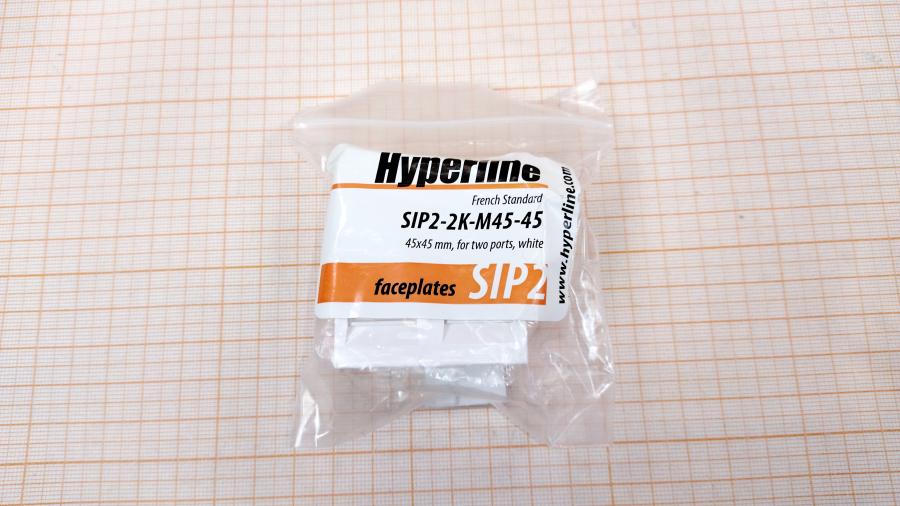 Hyperline
French Standard
SIP2-2K-M45-45
45x45 mm, for two ports, white
faceplates SIP2
www.hyperline.com